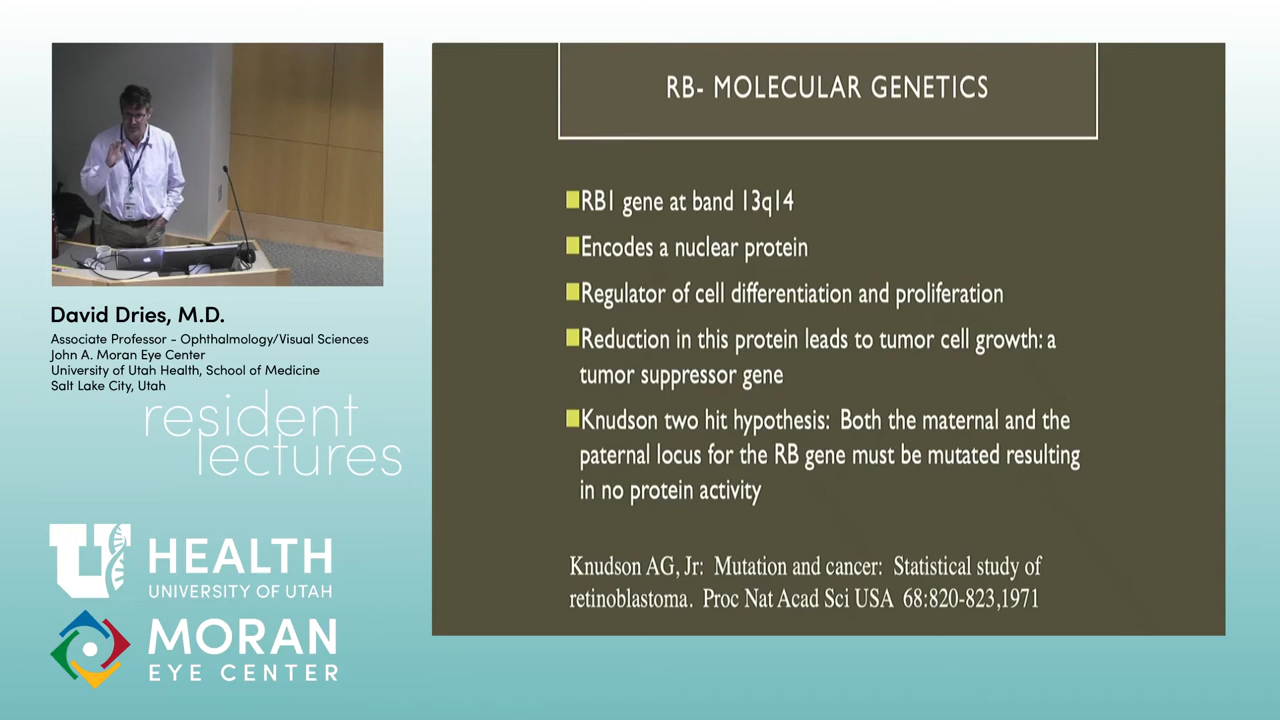 David Dries, M.D.
Associate Professor - Ophthalmology/Visual Sciences
John A. Moran Eye Center
University of Utah Health, School of Medicine
Salt Lake City, Utah
resident
lectures
U HEALTH
UNIVERSITY OF UTAH
MORAN
EYE CENTER
RB- MOLECULAR GENETICS
RB1 gene at band 13q14
Encodes a nuclear protein
Regulator of cell differentiation and proliferation
Reduction in this protein leads to tumor cell growth: a
tumor suppressor gene
Knudson two hit hypothesis: Both the maternal and the
paternal locus for the RB gene must be mutated resulting
in no protein activity
Knudson AG, Jr: Mutation and cancer: Statistical study of
retinoblastoma. Proc Nat Acad Sci USA 68:820-823,1971